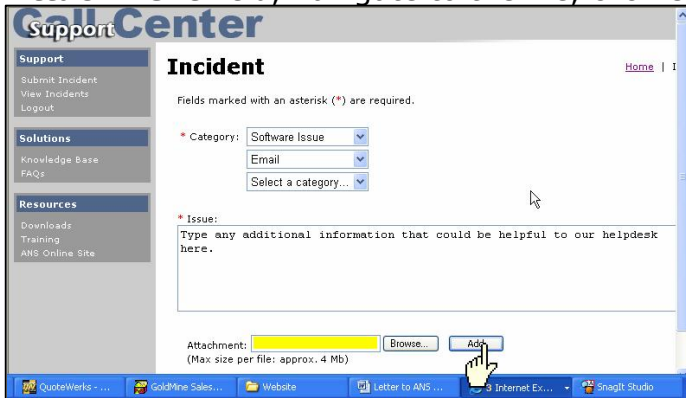 Call Center
Support
Support
Submit Incident
View Incidents
Logout
Solutions
Knowledge Base
FAQs
Resources
Downloads
Training
ANS Online Site
Incident
Home | I
Fields marked with an asterisk (*) are required.
* Category: Software Issue
Email
Select a category...
* Issue:
Type any additional information that could be helpful to our helpdesk
here.
Attachment: Browse... Add
(Max size per file: approx. 4 Mb)
QuoteWerks - ... GoldMine Sales... Website Letter to ANS ... 3 Internet Ex... SnagIt Studio